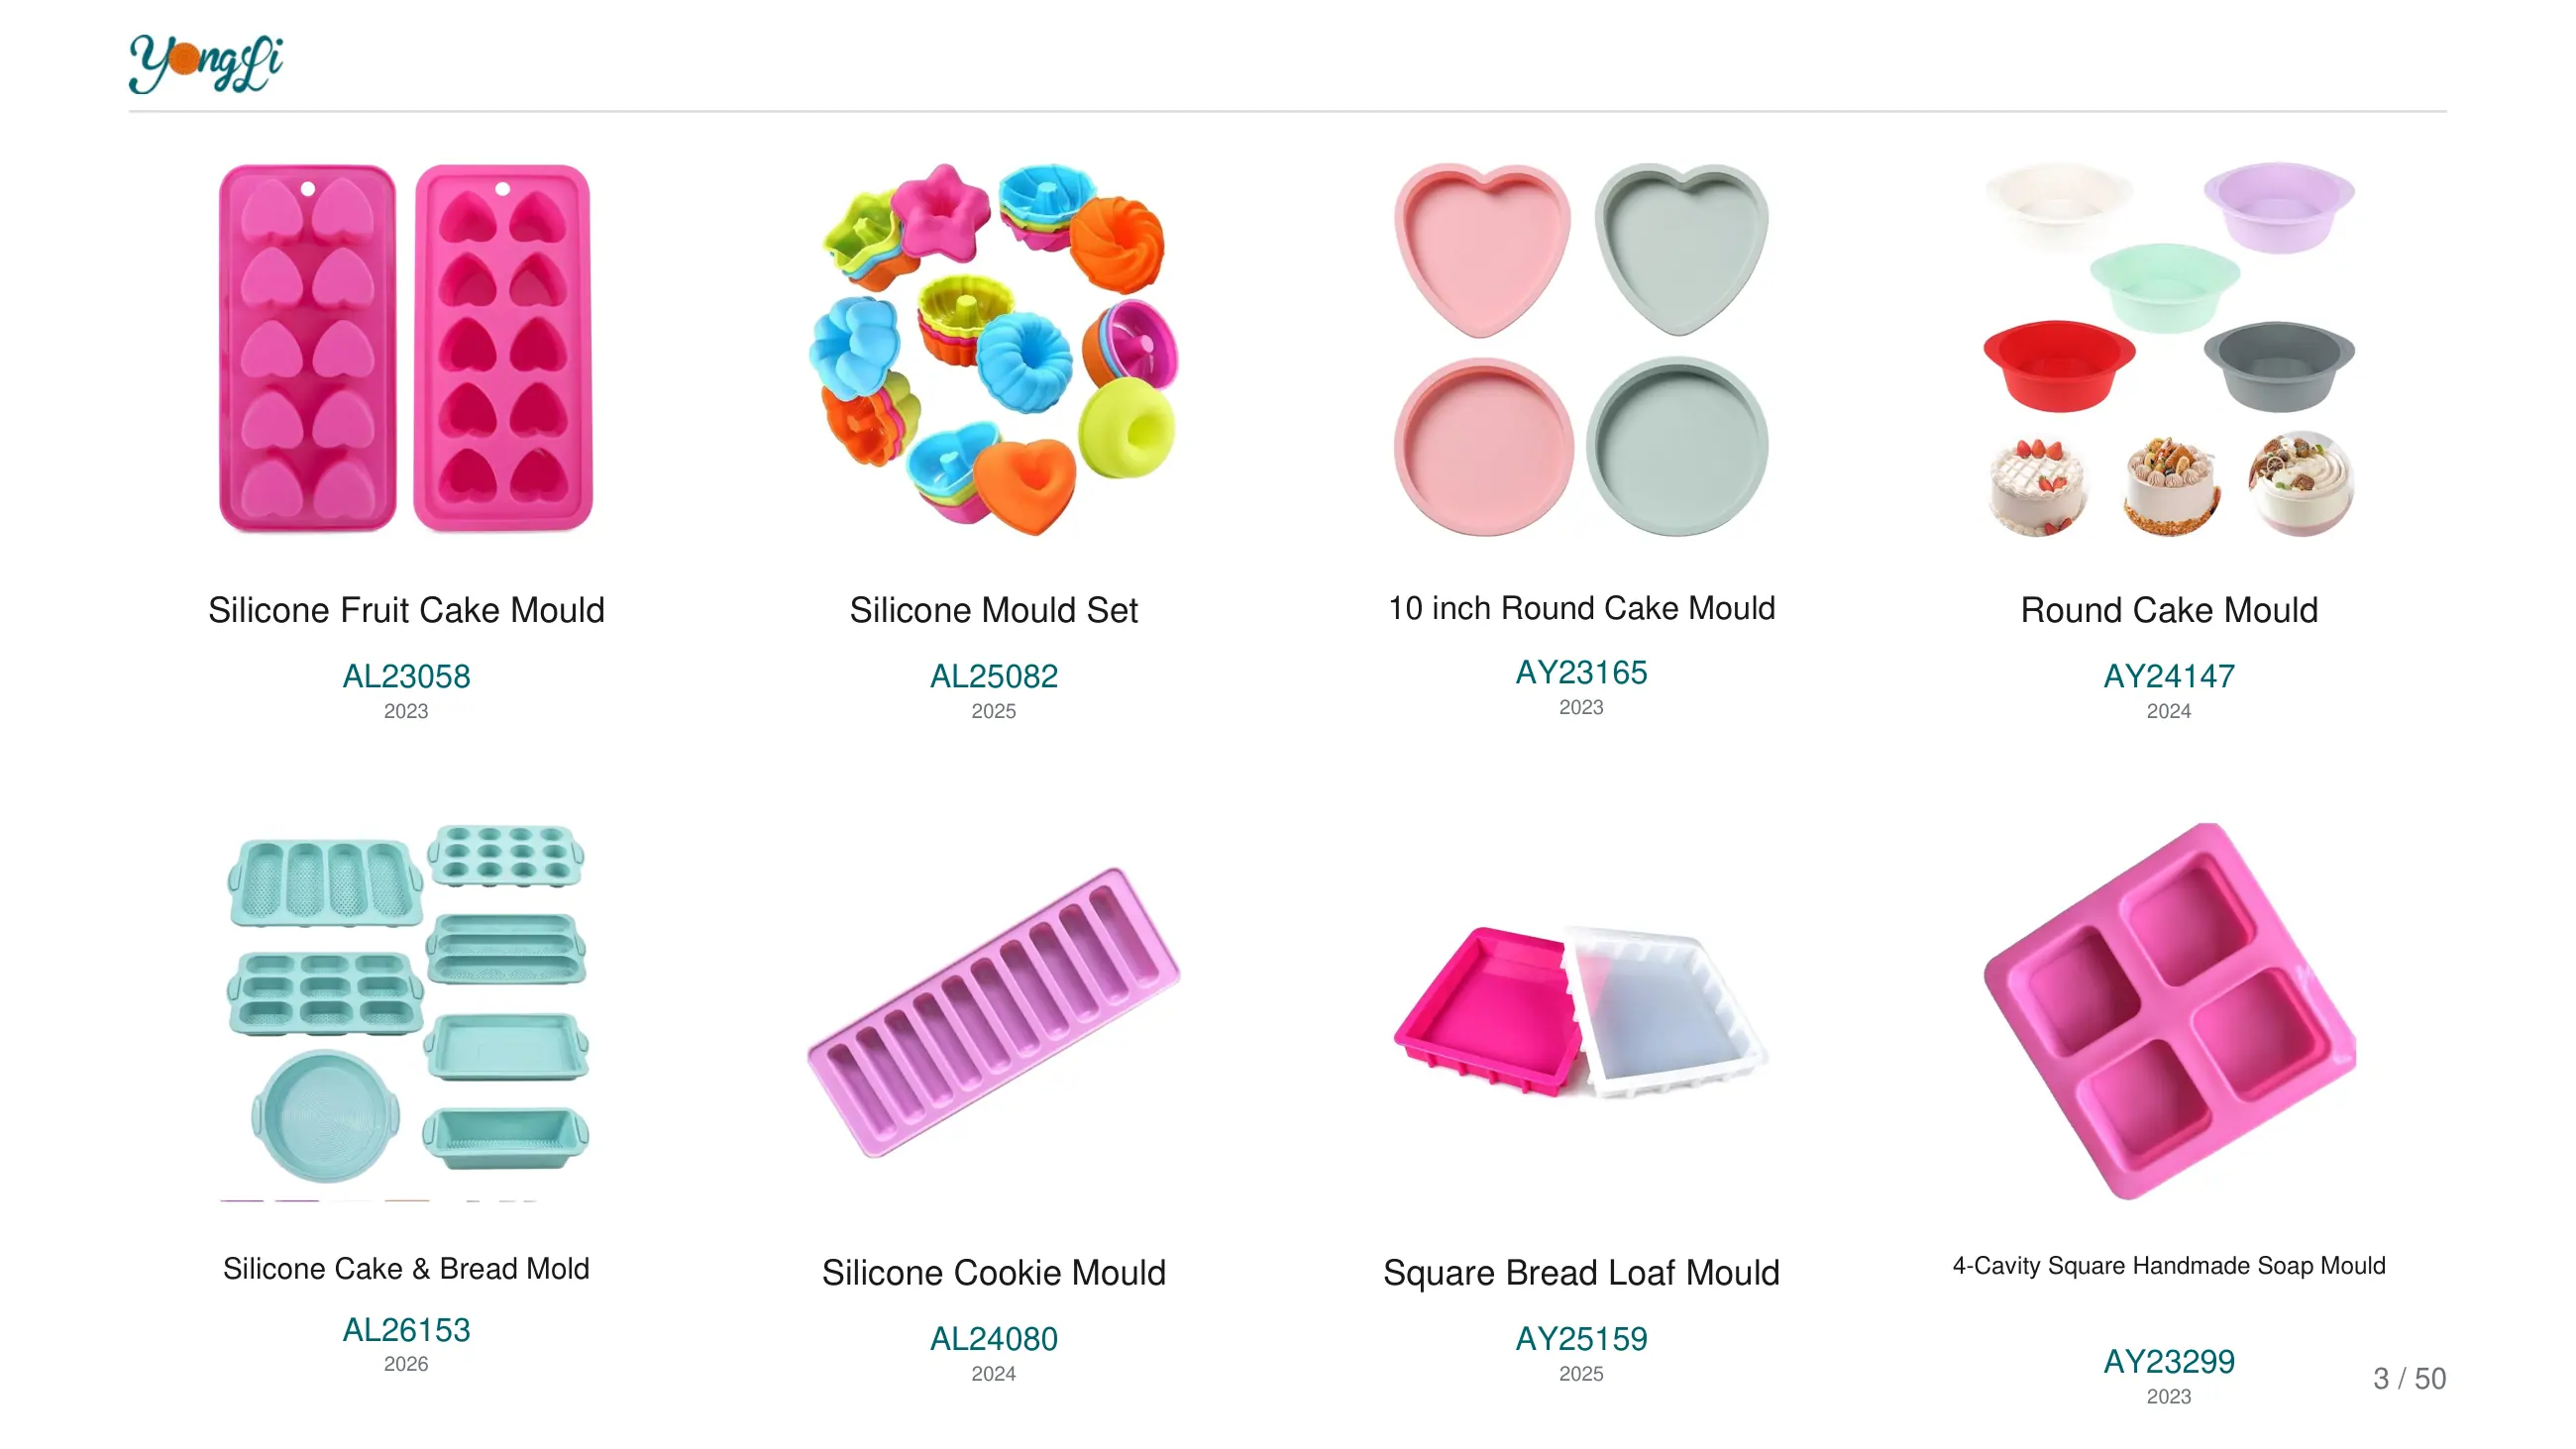 YongLi
Silicone Fruit Cake Mould
AL23058
2023
Silicone Mould Set
AL25082
2025
10 inch Round Cake Mould
AY23165
2023
Round Cake Mould
AY24147
2024
Silicone Cake & Bread Mold
AL26153
2026
Silicone Cookie Mould
AL24080
2024
Square Bread Loaf Mould
AY25159
2025
4-Cavity Square Handmade Soap Mould
AY23299
2023
3 / 50